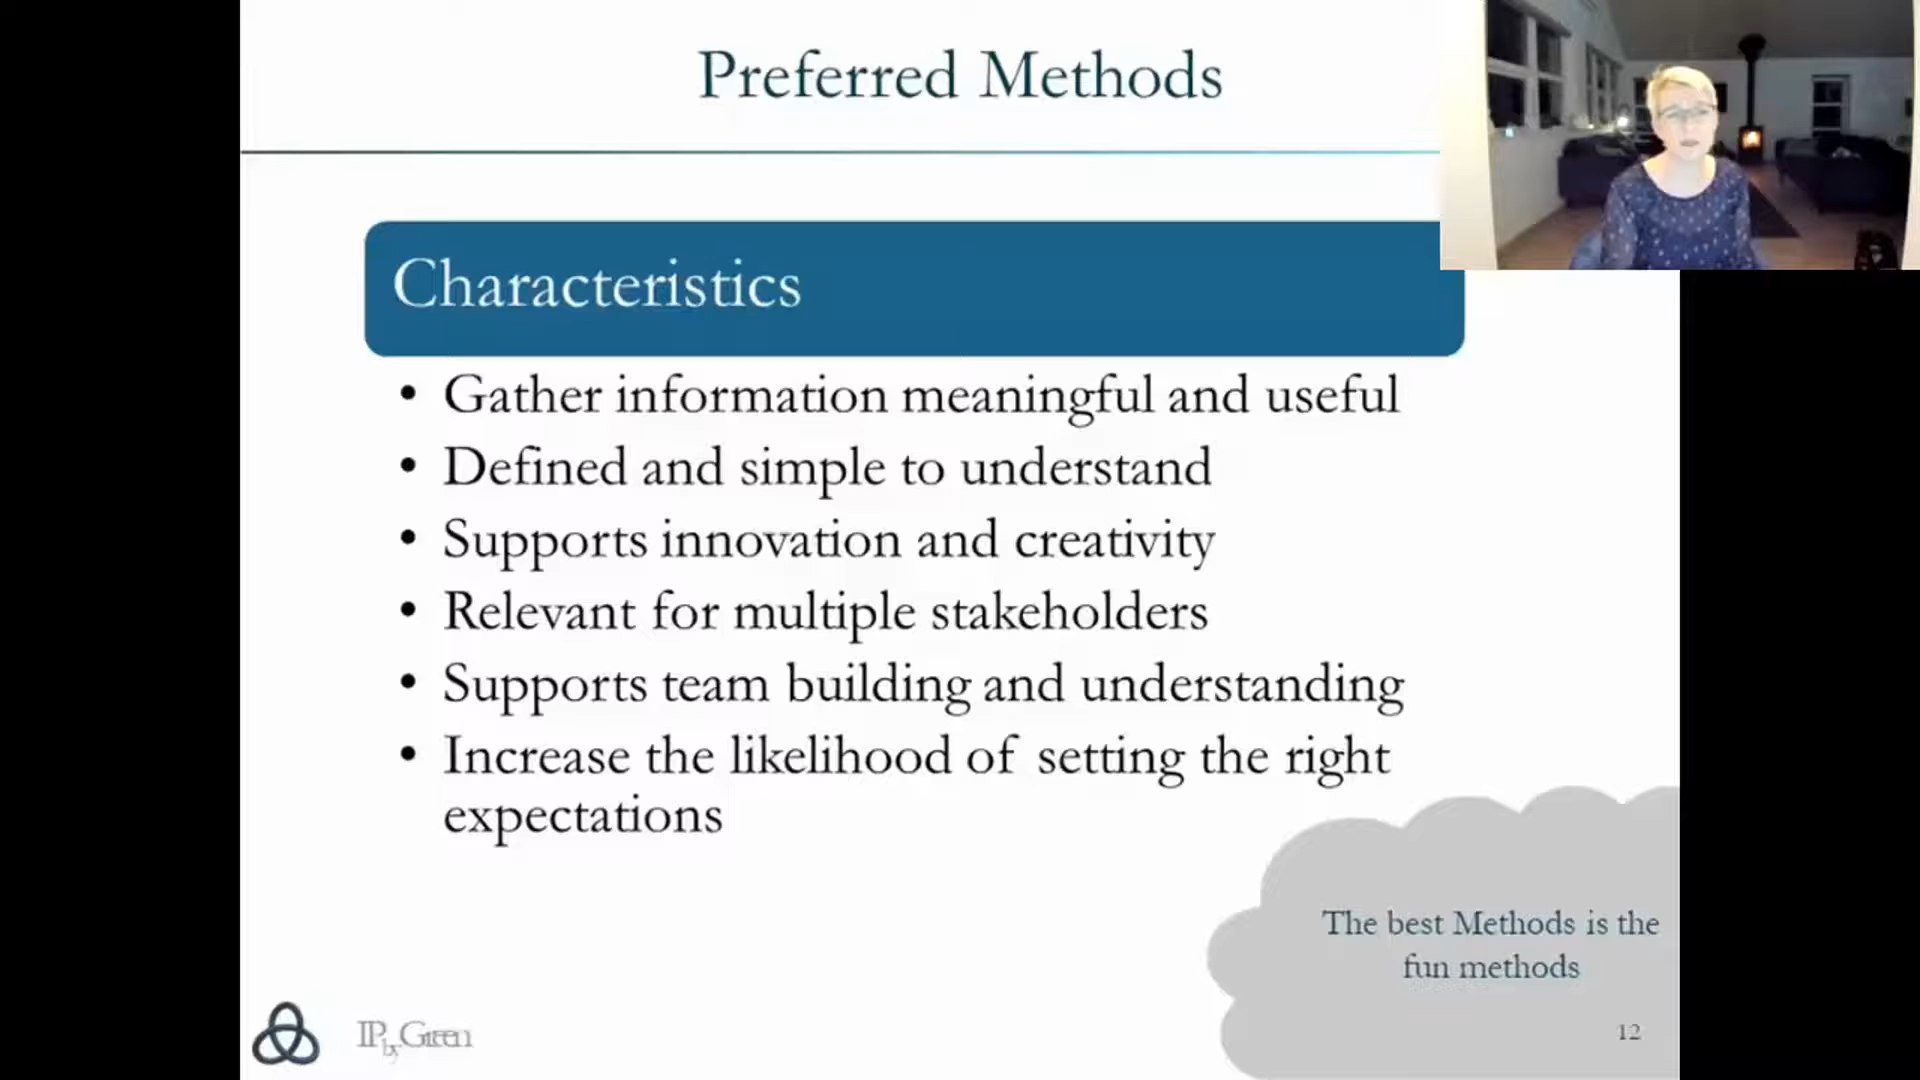 Preferred Methods
Characteristics
• Gather information meaningful and useful
• Defined and simple to understand
• Supports innovation and creativity
• Relevant for multiple stakeholders
• Supports team building and understanding
• Increase the likelihood of setting the right
expectations
The best Methods is the
fun methods
IP by Green
12